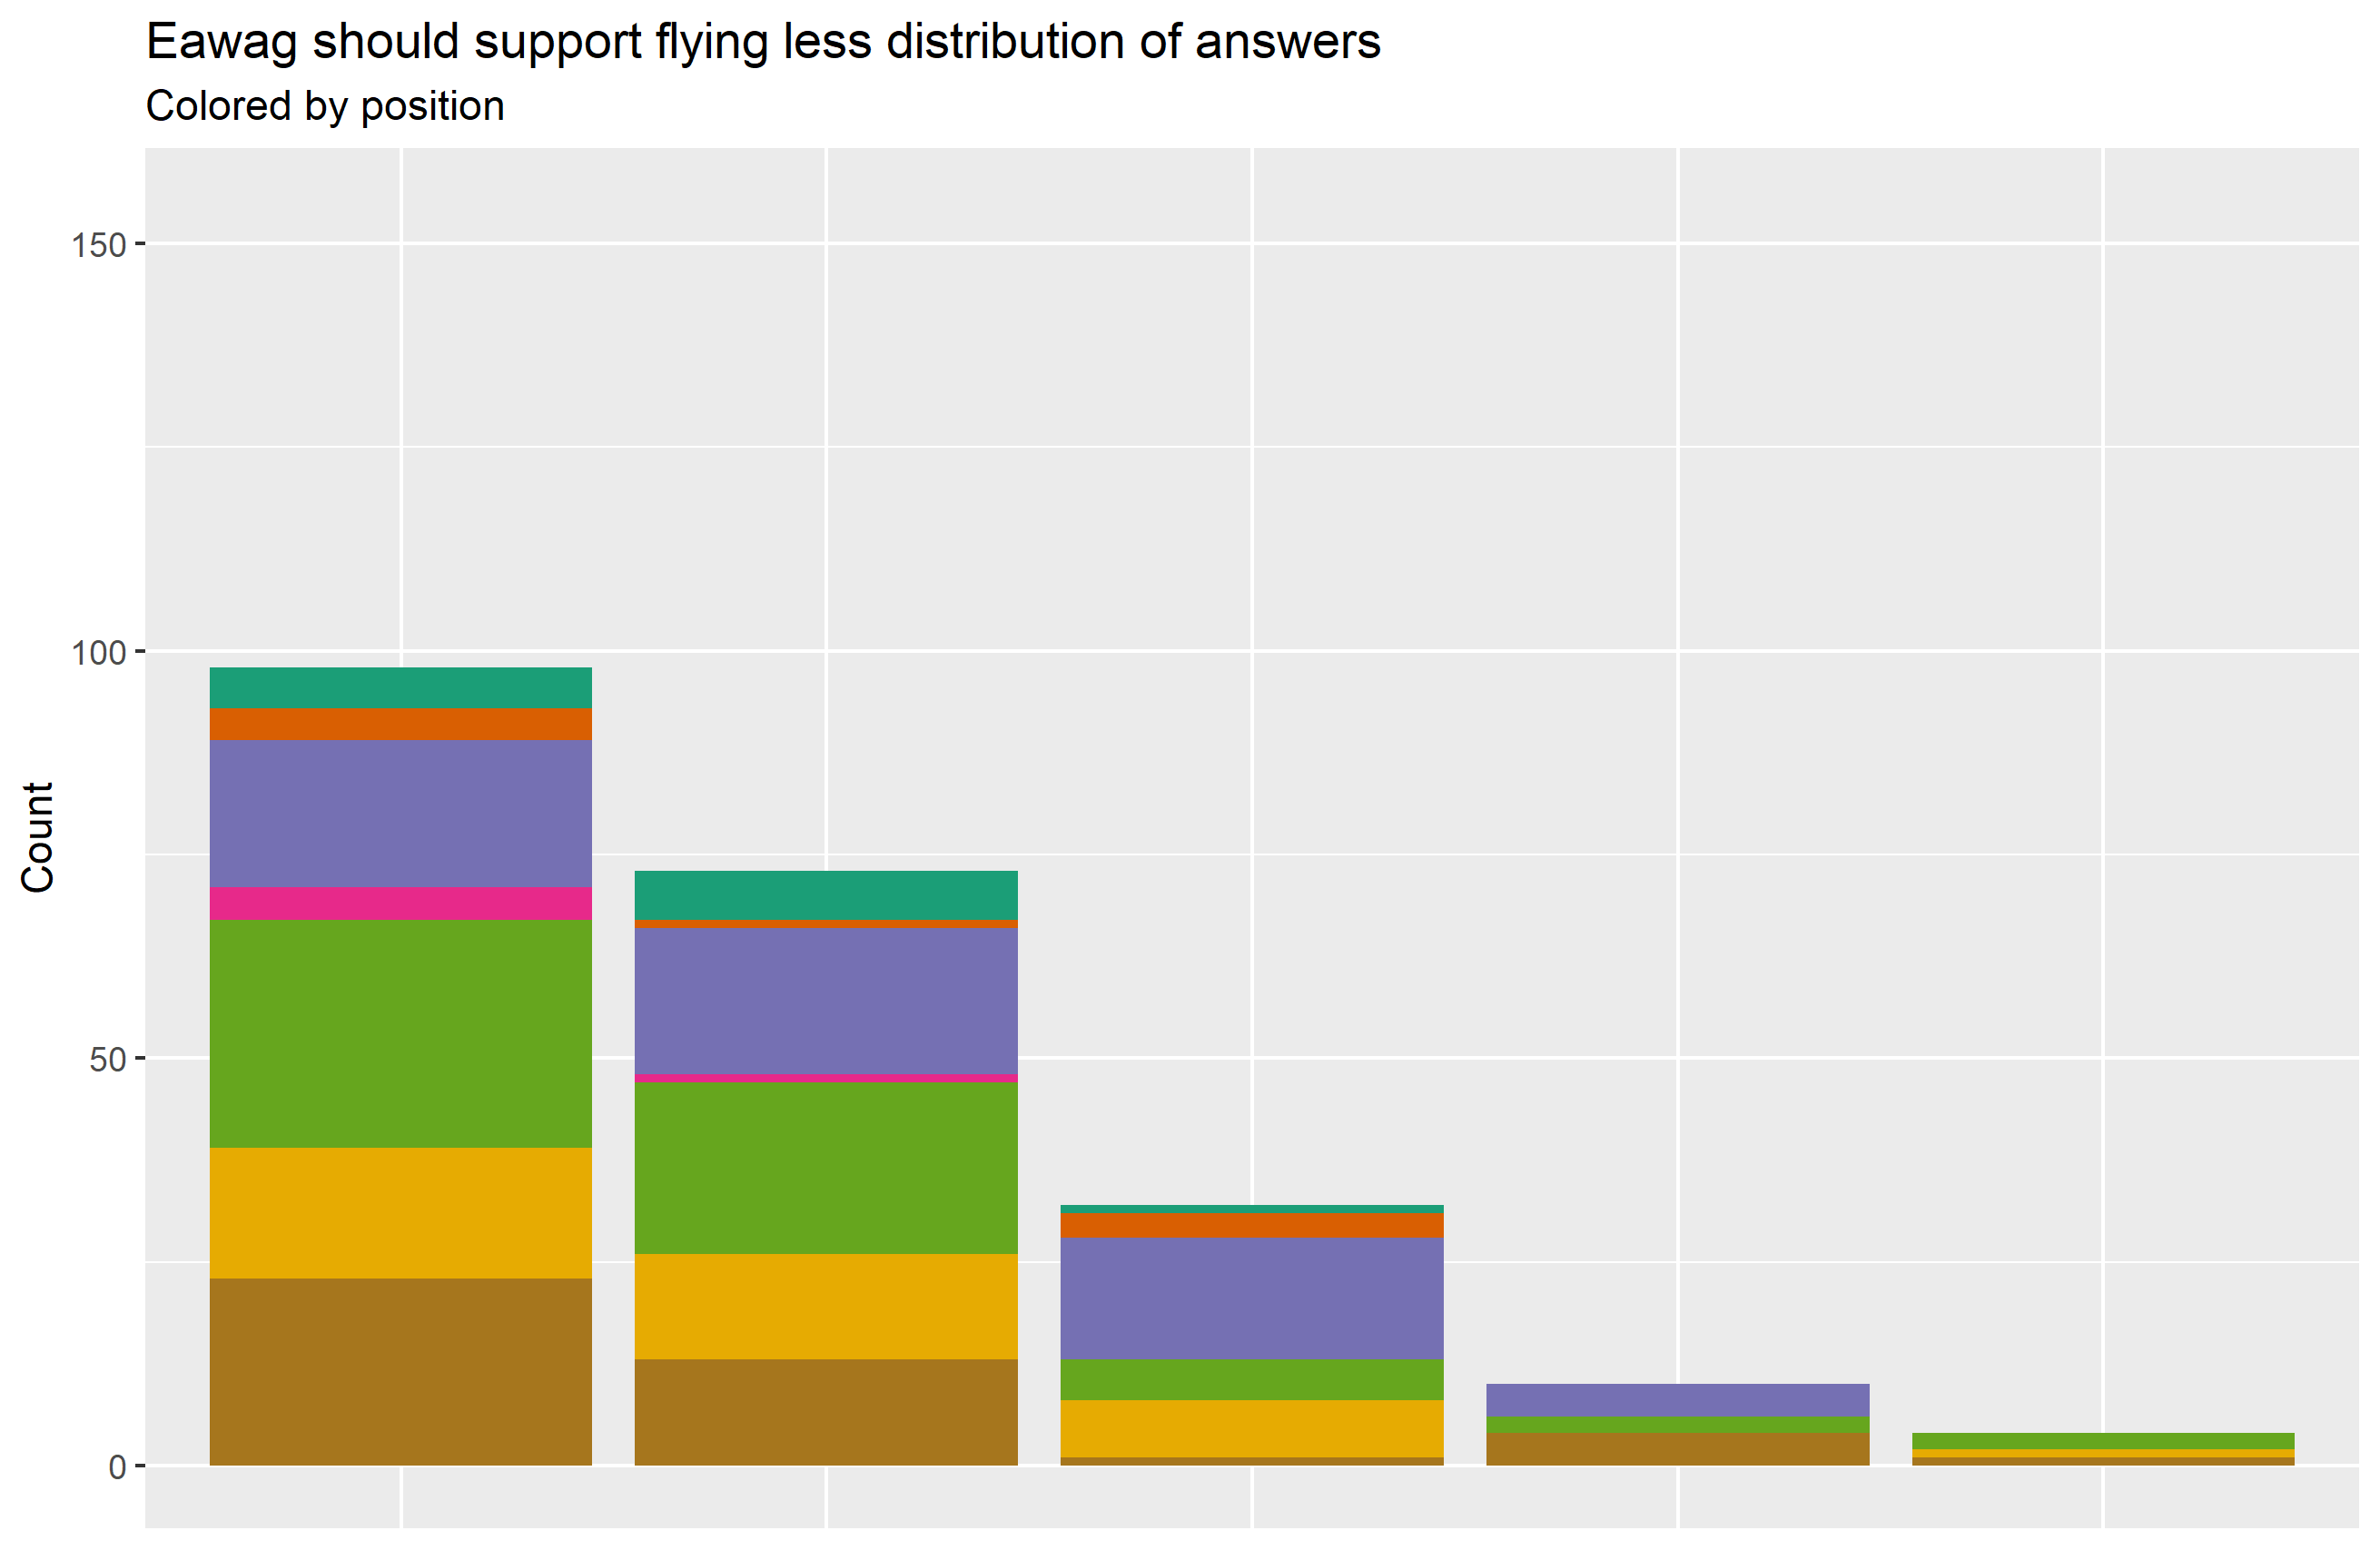 Eawag should support flying less distribution of answers
Colored by position
150
100
50
0
Count